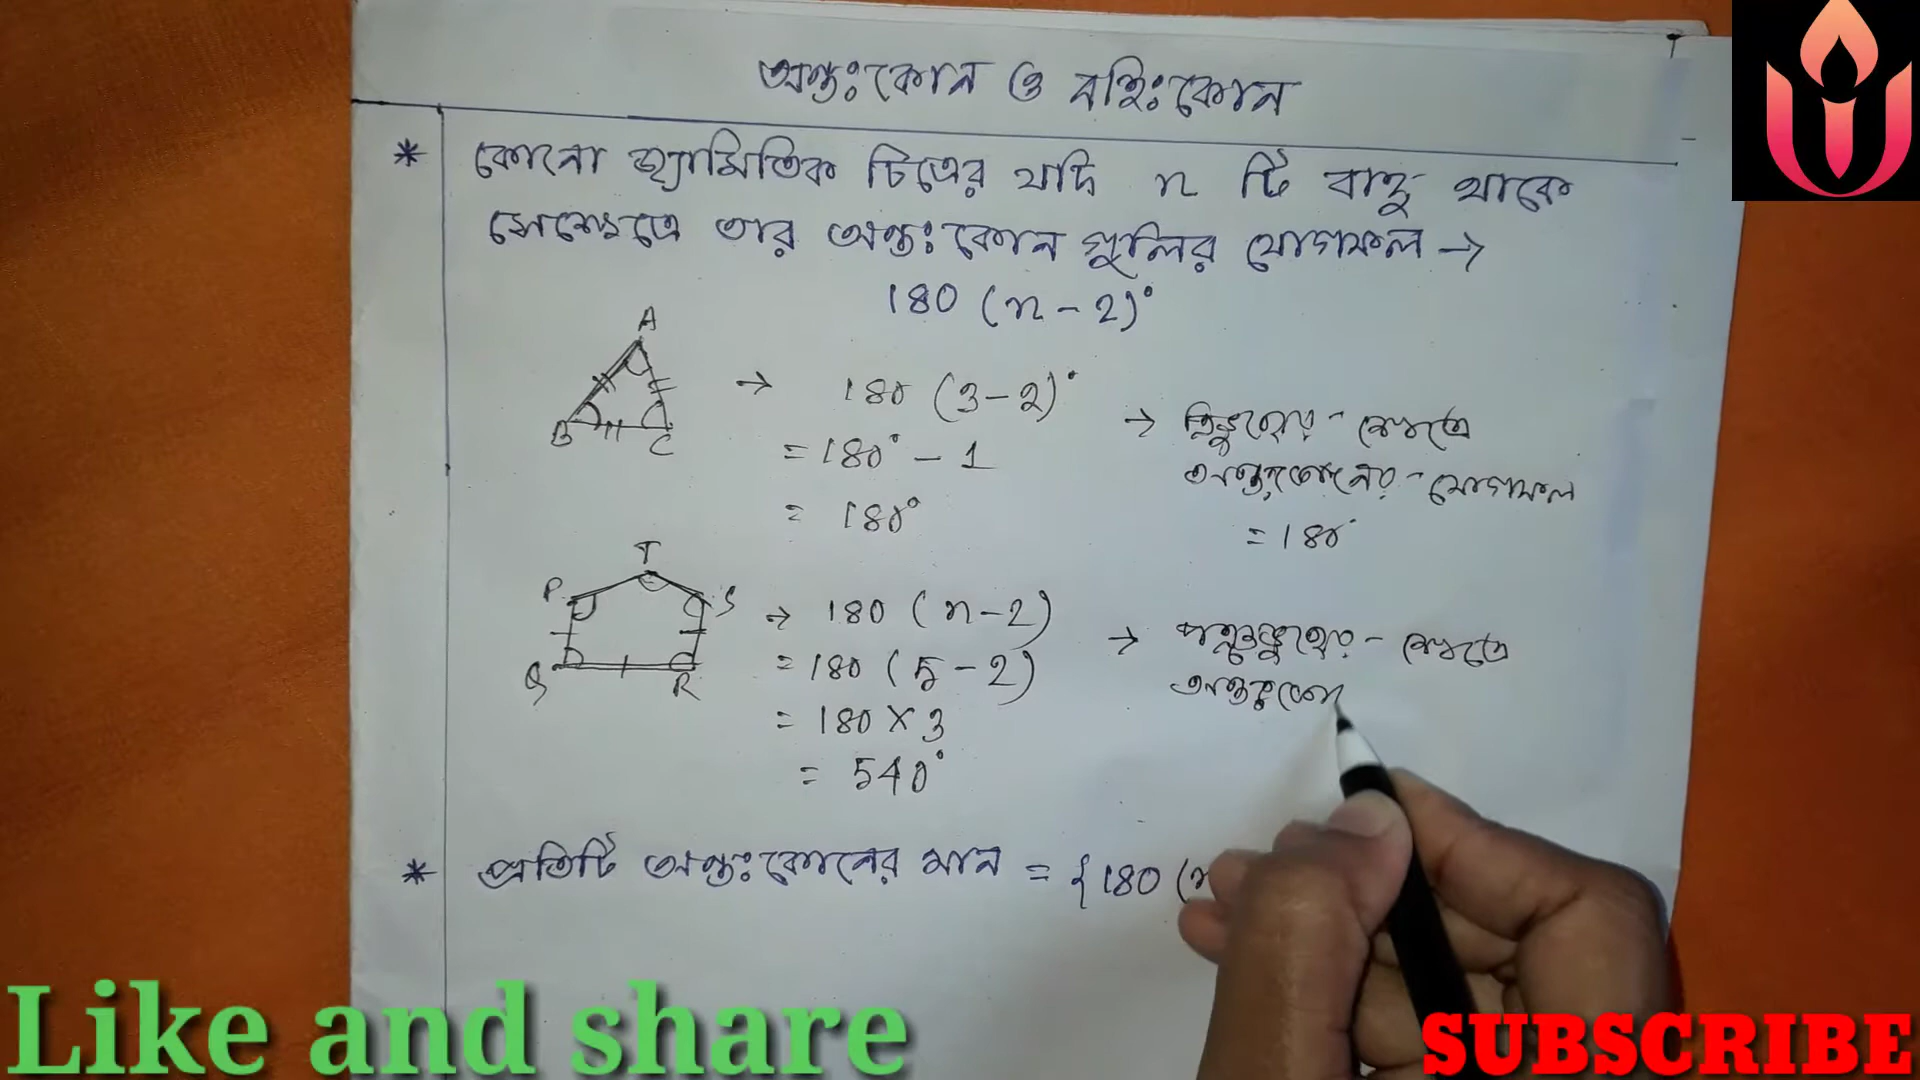 অন্তঃকোন ও বহিঃকোন
* কোনো জ্যামিতিক চিত্রের যদি n টি বাহু থাকে
সেক্ষেত্রে তার অন্তঃকোন গুলির যোগফল →
180 (n - 2)°
A
B
C
→ 180 (3 - 2)°
= 180° - 1
= 180°
→ ত্রিভুজের - ক্ষেত্রে
অন্তঃকোনের - যোগফল
= 180°
T
P
S
Q
R
→ 180 (n - 2)
= 180 (5 - 2)
= 180 × 3
= 540°
→ পঞ্চভুজের - ক্ষেত্রে
অন্তঃকোন
* প্রতিটি অন্তঃকোনের মান = { 180 (n
Like and share
SUBSCRIBE